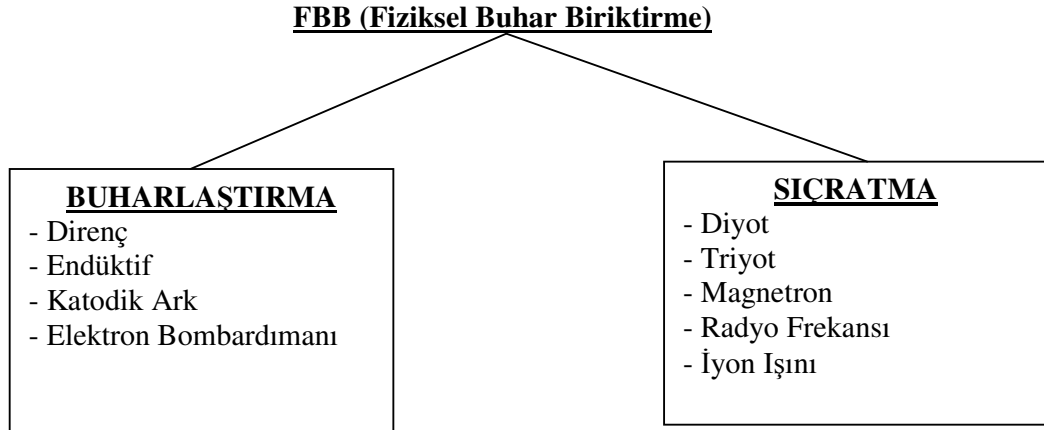 FBB (Fiziksel Buhar Biriktirme)
BUHARLAŞTIRMA
- Direnç
- Endüktif
- Katodik Ark
- Elektron Bombardımanı
SIÇRATMA
- Diyot
- Triyot
- Magnetron
- Radyo Frekansı
- İyon Işını